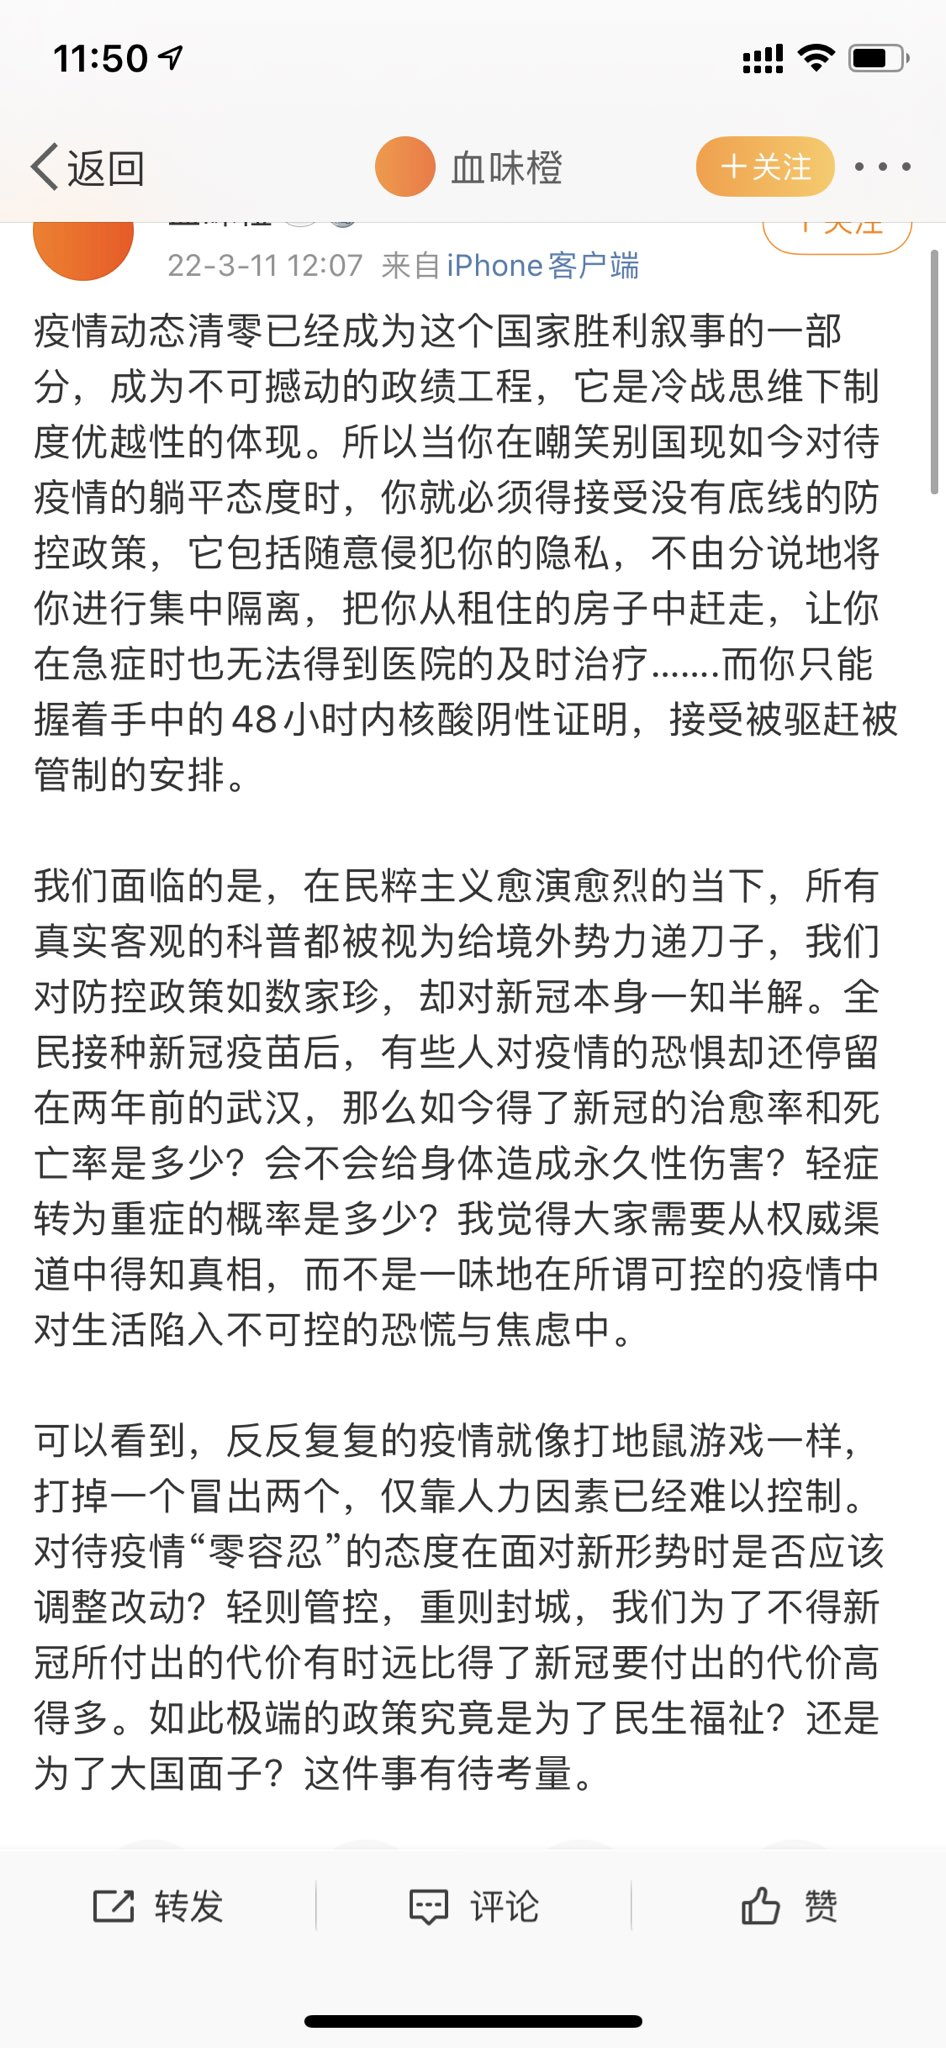 11:50
返回
血味橙
+关注
22-3-11 12:07 来自 iPhone客户端
疫情动态清零已经成为这个国家胜利叙事的一部
分，成为不可撼动的政绩工程，它是冷战思维下制
度优越性的体现。所以当你在嘲笑别国现如今对待
疫情的躺平态度时，你就必须得接受没有底线的防
控政策，它包括随意侵犯你的隐私，不由分说地将
你进行集中隔离，把你从租住的房子中赶走，让你
在急症时也无法得到医院的及时治疗.......而你只能
握着手中的48小时内核酸阴性证明，接受被驱赶被
管制的安排。
我们面临的是，在民粹主义愈演愈烈的当下，所有
真实客观的科普都被视为给境外势力递刀子，我们
对防控政策如数家珍，却对新冠本身一知半解。全
民接种新冠疫苗后，有些人对疫情的恐惧却还停留
在两年前的武汉，那么如今得了新冠的治愈率和死
亡率是多少？会不会给身体造成永久性伤害？轻症
转为重症的概率是多少？我觉得大家需要从权威渠
道中得知真相，而不是一味地在所谓可控的疫情中
对生活陷入不可控的恐慌与焦虑中。
可以看到，反反复复的疫情就像打地鼠游戏一样，
打掉一个冒出两个，仅靠人力因素已经难以控制。
对待疫情“零容忍”的态度在面对新形势时是否应该
调整改动？轻则管控，重则封城，我们为了不得新
冠所付出的代价有时远比得了新冠要付出的代价高
得多。如此极端的政策究竟是为了民生福祉？还是
为了大国面子？这件事有待考量。
转发
评论
赞